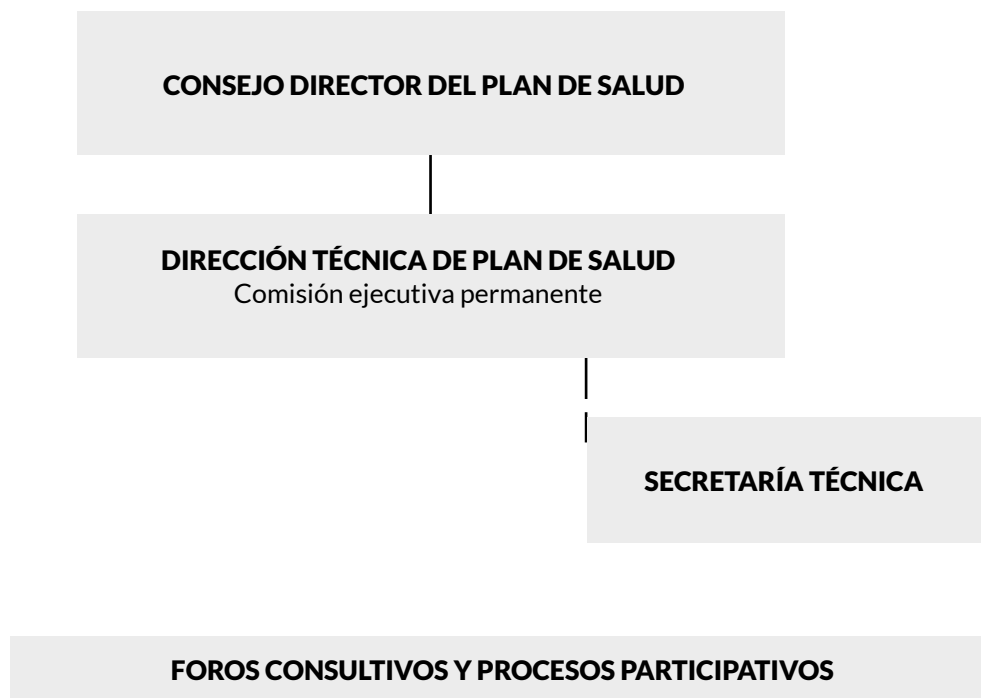 CONSEJO DIRECTOR DEL PLAN DE SALUD
DIRECCIÓN TÉCNICA DE PLAN DE SALUD
Comisión ejecutiva permanente
SECRETARÍA TÉCNICA
FOROS CONSULTIVOS Y PROCESOS PARTICIPATIVOS